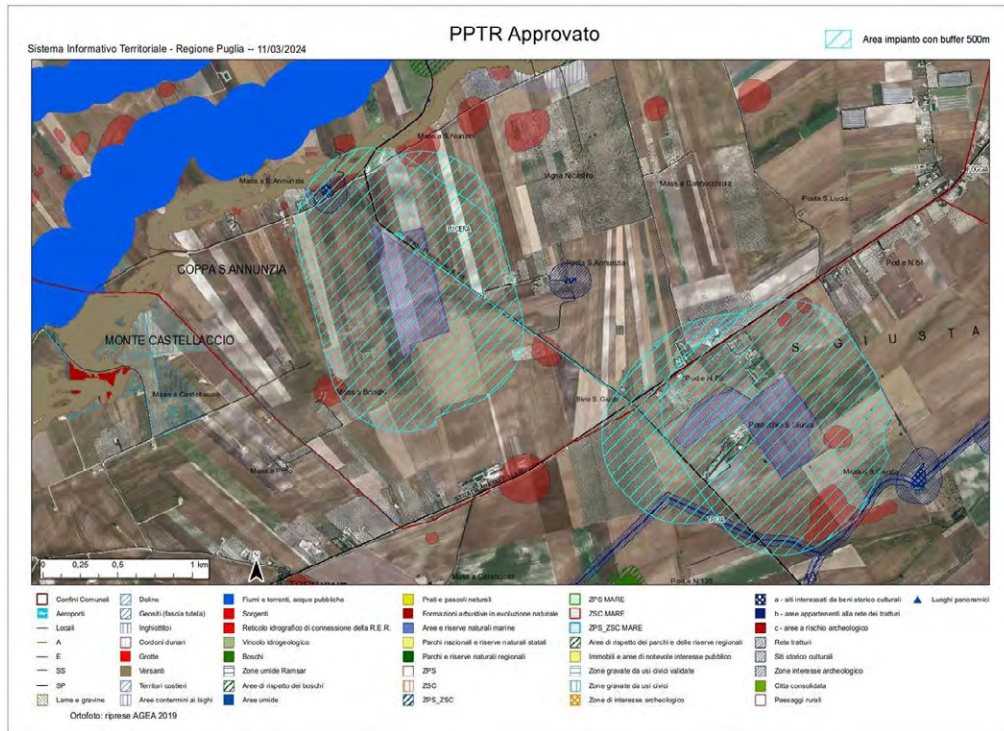 PPTR Approvato
Sistema Informativo Territoriale - Regione Puglia -- 11/03/2024
Area impianto con buffer 500m
Mass a S.Annunzia
Vigna Nicastro
Posta S.Lucia
LUCERA
COPPA S.ANNUNZIA
Posta S.Annunzia
Pod e N.84
S. GIUSTA
MONTE CASTELLACCIO
Mass a Castellaccio
Bivio S. Giusta
Pod e N.135
0 0,25 0,5 1 km
Confini Comunali
Aeroporti
Locali
A
E
SS
SP
Lame e gravine
Doline
Geositi (fascia tutela)
Inghiottitoi
Cordoni dunari
Grotte
Versanti
Territori costieri
Aree contermini ai laghi
Fiumi e torrenti, acque pubbliche
Sorgenti
Reticolo idrografico di connessione della R.E.R.
Vincolo idrogeologico
Boschi
Zone umide Ramsar
Aree di rispetto dei boschi
Aree umide
Prati e pascoli naturali
Formazioni arbustive in evoluzione naturale
Aree e riserve naturali marine
Parchi nazionali e riserve naturali statali
Parchi e riserve naturali regionali
ZPS
ZSC
ZPS_ZSC
ZPS MARE
ZSC MARE
ZPS_ZSC MARE
Aree di rispetto dei parchi e delle riserve regionali
Immobili e aree di notevole interesse pubblico
Zone gravate da usi civici validate
Zone gravate da usi civici
Zone di interesse archeologico
a - siti interessati da beni storico culturali
b - aree appartenenti alla rete dei tratturi
c - aree a rischio archeologico
Rete tratturi
Siti storico culturali
Zone interesse archeologico
Citta consolidata
Paesaggi rurali
Luoghi panoramici
Ortofoto: riprese AGEA 2019